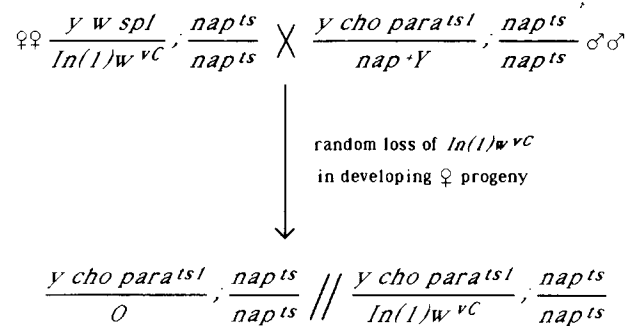 ♀♀ y w spl / In(1)w^vC ; nap^ts / nap^ts X y cho para^ts1 / nap^+Y ; nap^ts / nap^ts ♂♂
random loss of In(1)w^vC
in developing ♀ progeny
y cho para^ts1 / O ; nap^ts / nap^ts // y cho para^ts1 / In(1)w^vC ; nap^ts / nap^ts